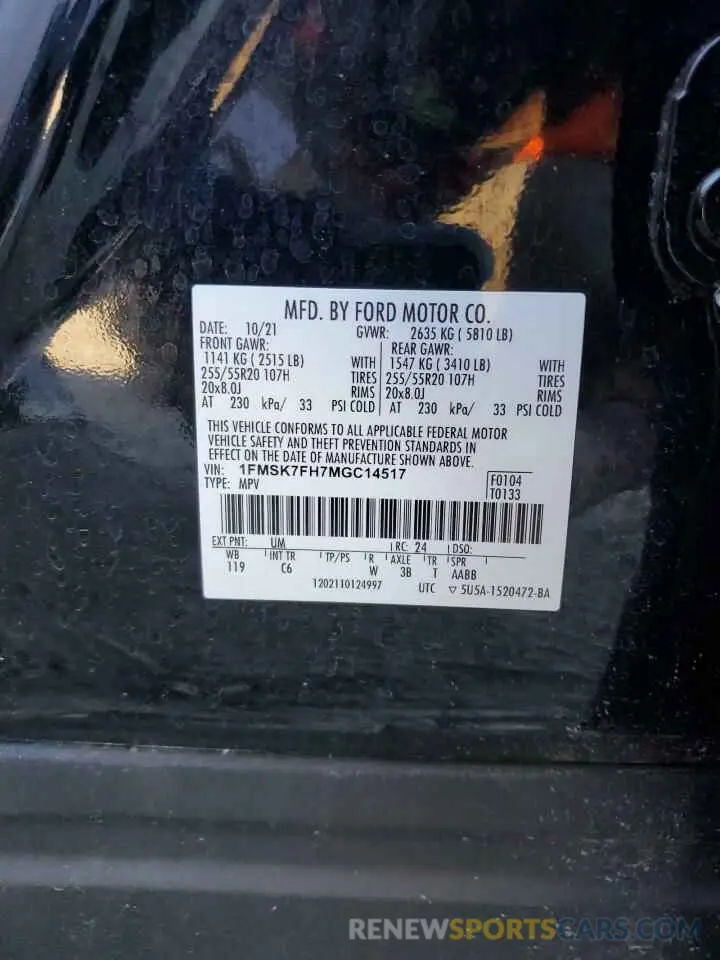 MFD. BY FORD MOTOR CO.
DATE: 10/21 GVWR: 2635 KG ( 5810 LB)
FRONT GAWR: REAR GAWR:
1141 KG ( 2515 LB) WITH 1547 KG ( 3410 LB) WITH
255/55R20 107H TIRES 255/55R20 107H TIRES
20x8.0J RIMS 20x8.0J RIMS
AT 230 kPa/ 33 PSI COLD AT 230 kPa/ 33 PSI COLD
THIS VEHICLE CONFORMS TO ALL APPLICABLE FEDERAL MOTOR
VEHICLE SAFETY AND THEFT PREVENTION STANDARDS IN
EFFECT ON THE DATE OF MANUFACTURE SHOWN ABOVE.
VIN: 1FMSK7FH7MGC14517 F0104
TYPE: MPV T0133
EXT PNT: UM RC: 24 DSO:
WB INT TR TP/PS R AXLE TR SPR
119 C6 W 3B T AABB
1202110124997 UTC ▽ 5U5A-1520472-BA
RENEWSPORTSCARS.COM